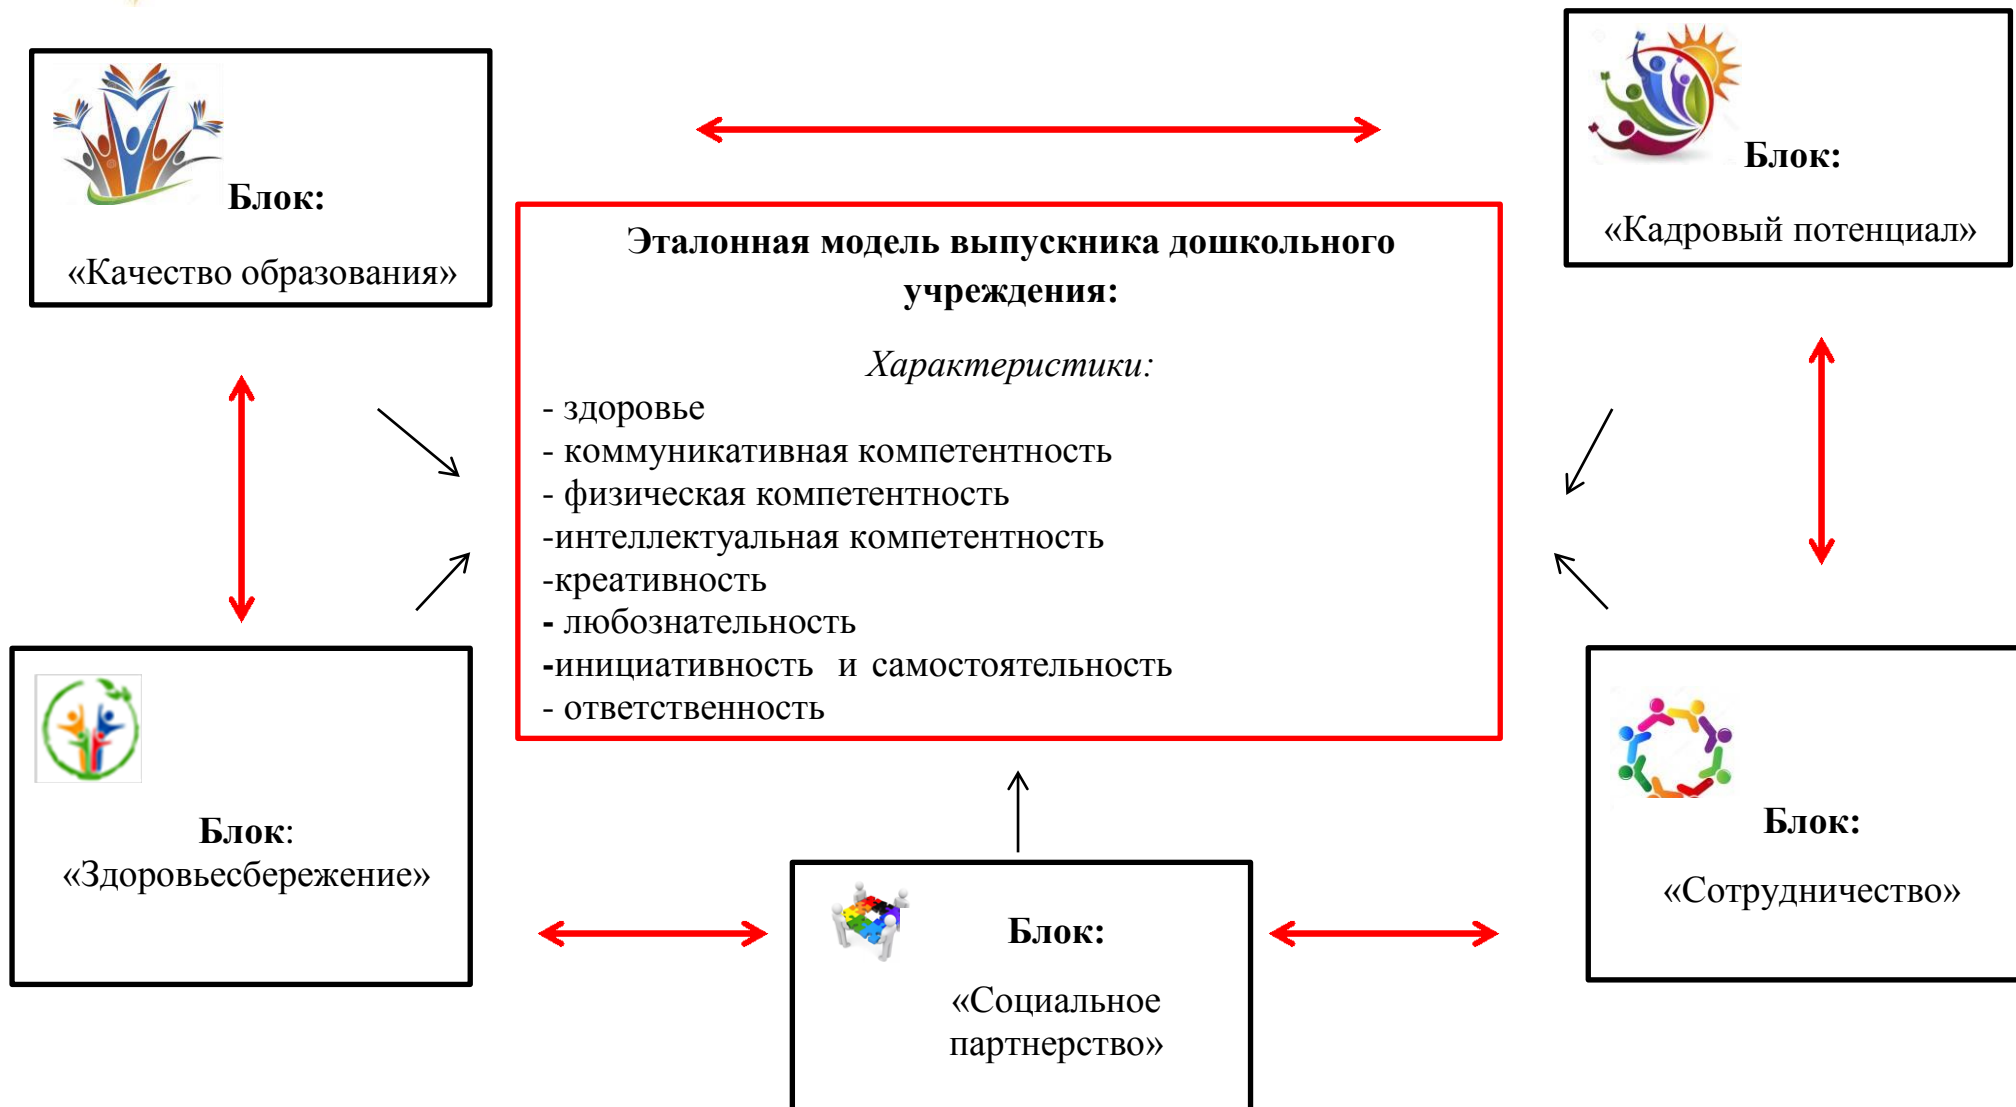 Блок:
«Качество образования»
Блок:
«Кадровый потенциал»
Эталонная модель выпускника дошкольного
учреждения:
Характеристики:
- здоровье
- коммуникативная компетентность
- физическая компетентность
-интеллектуальная компетентность
-креативность
- любознательность
-инициативность и самостоятельность
- ответственность
Блок:
«Здоровьесбережение»
Блок:
«Социальное
партнерство»
Блок:
«Сотрудничество»